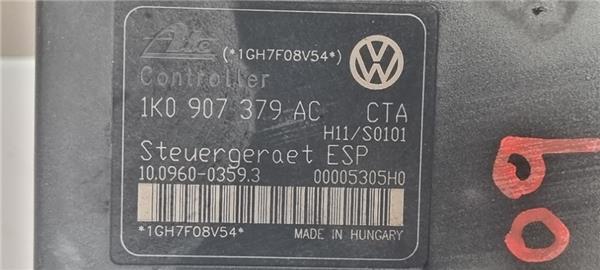 Ate (*1GH7F08V54*)
Controller
1K0 907 379 AC CTA
H11/S0101
Steuergeraet ESP
10.0960-0359.3 00005305H0
*1GH7F08V54* MADE IN HUNGARY
60